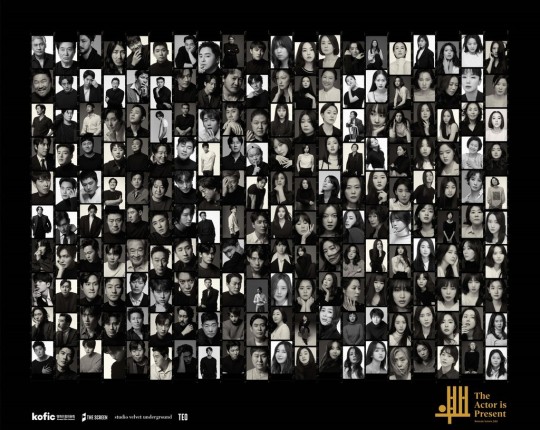 The
Actor is
Present
kofic
THE SCREEN
studio velvet underground
TEO